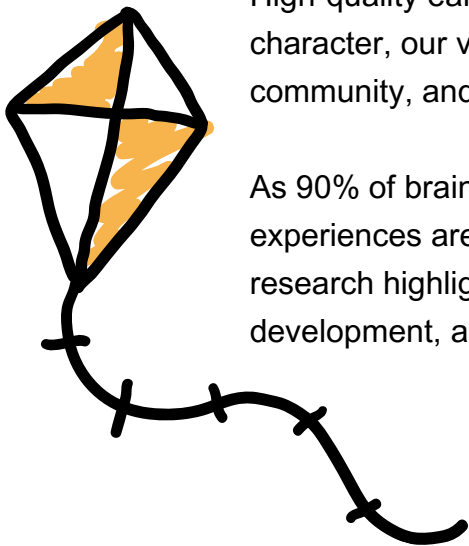 character, our v
community, and
As 90% of brain
experiences are
research highlig
development, a